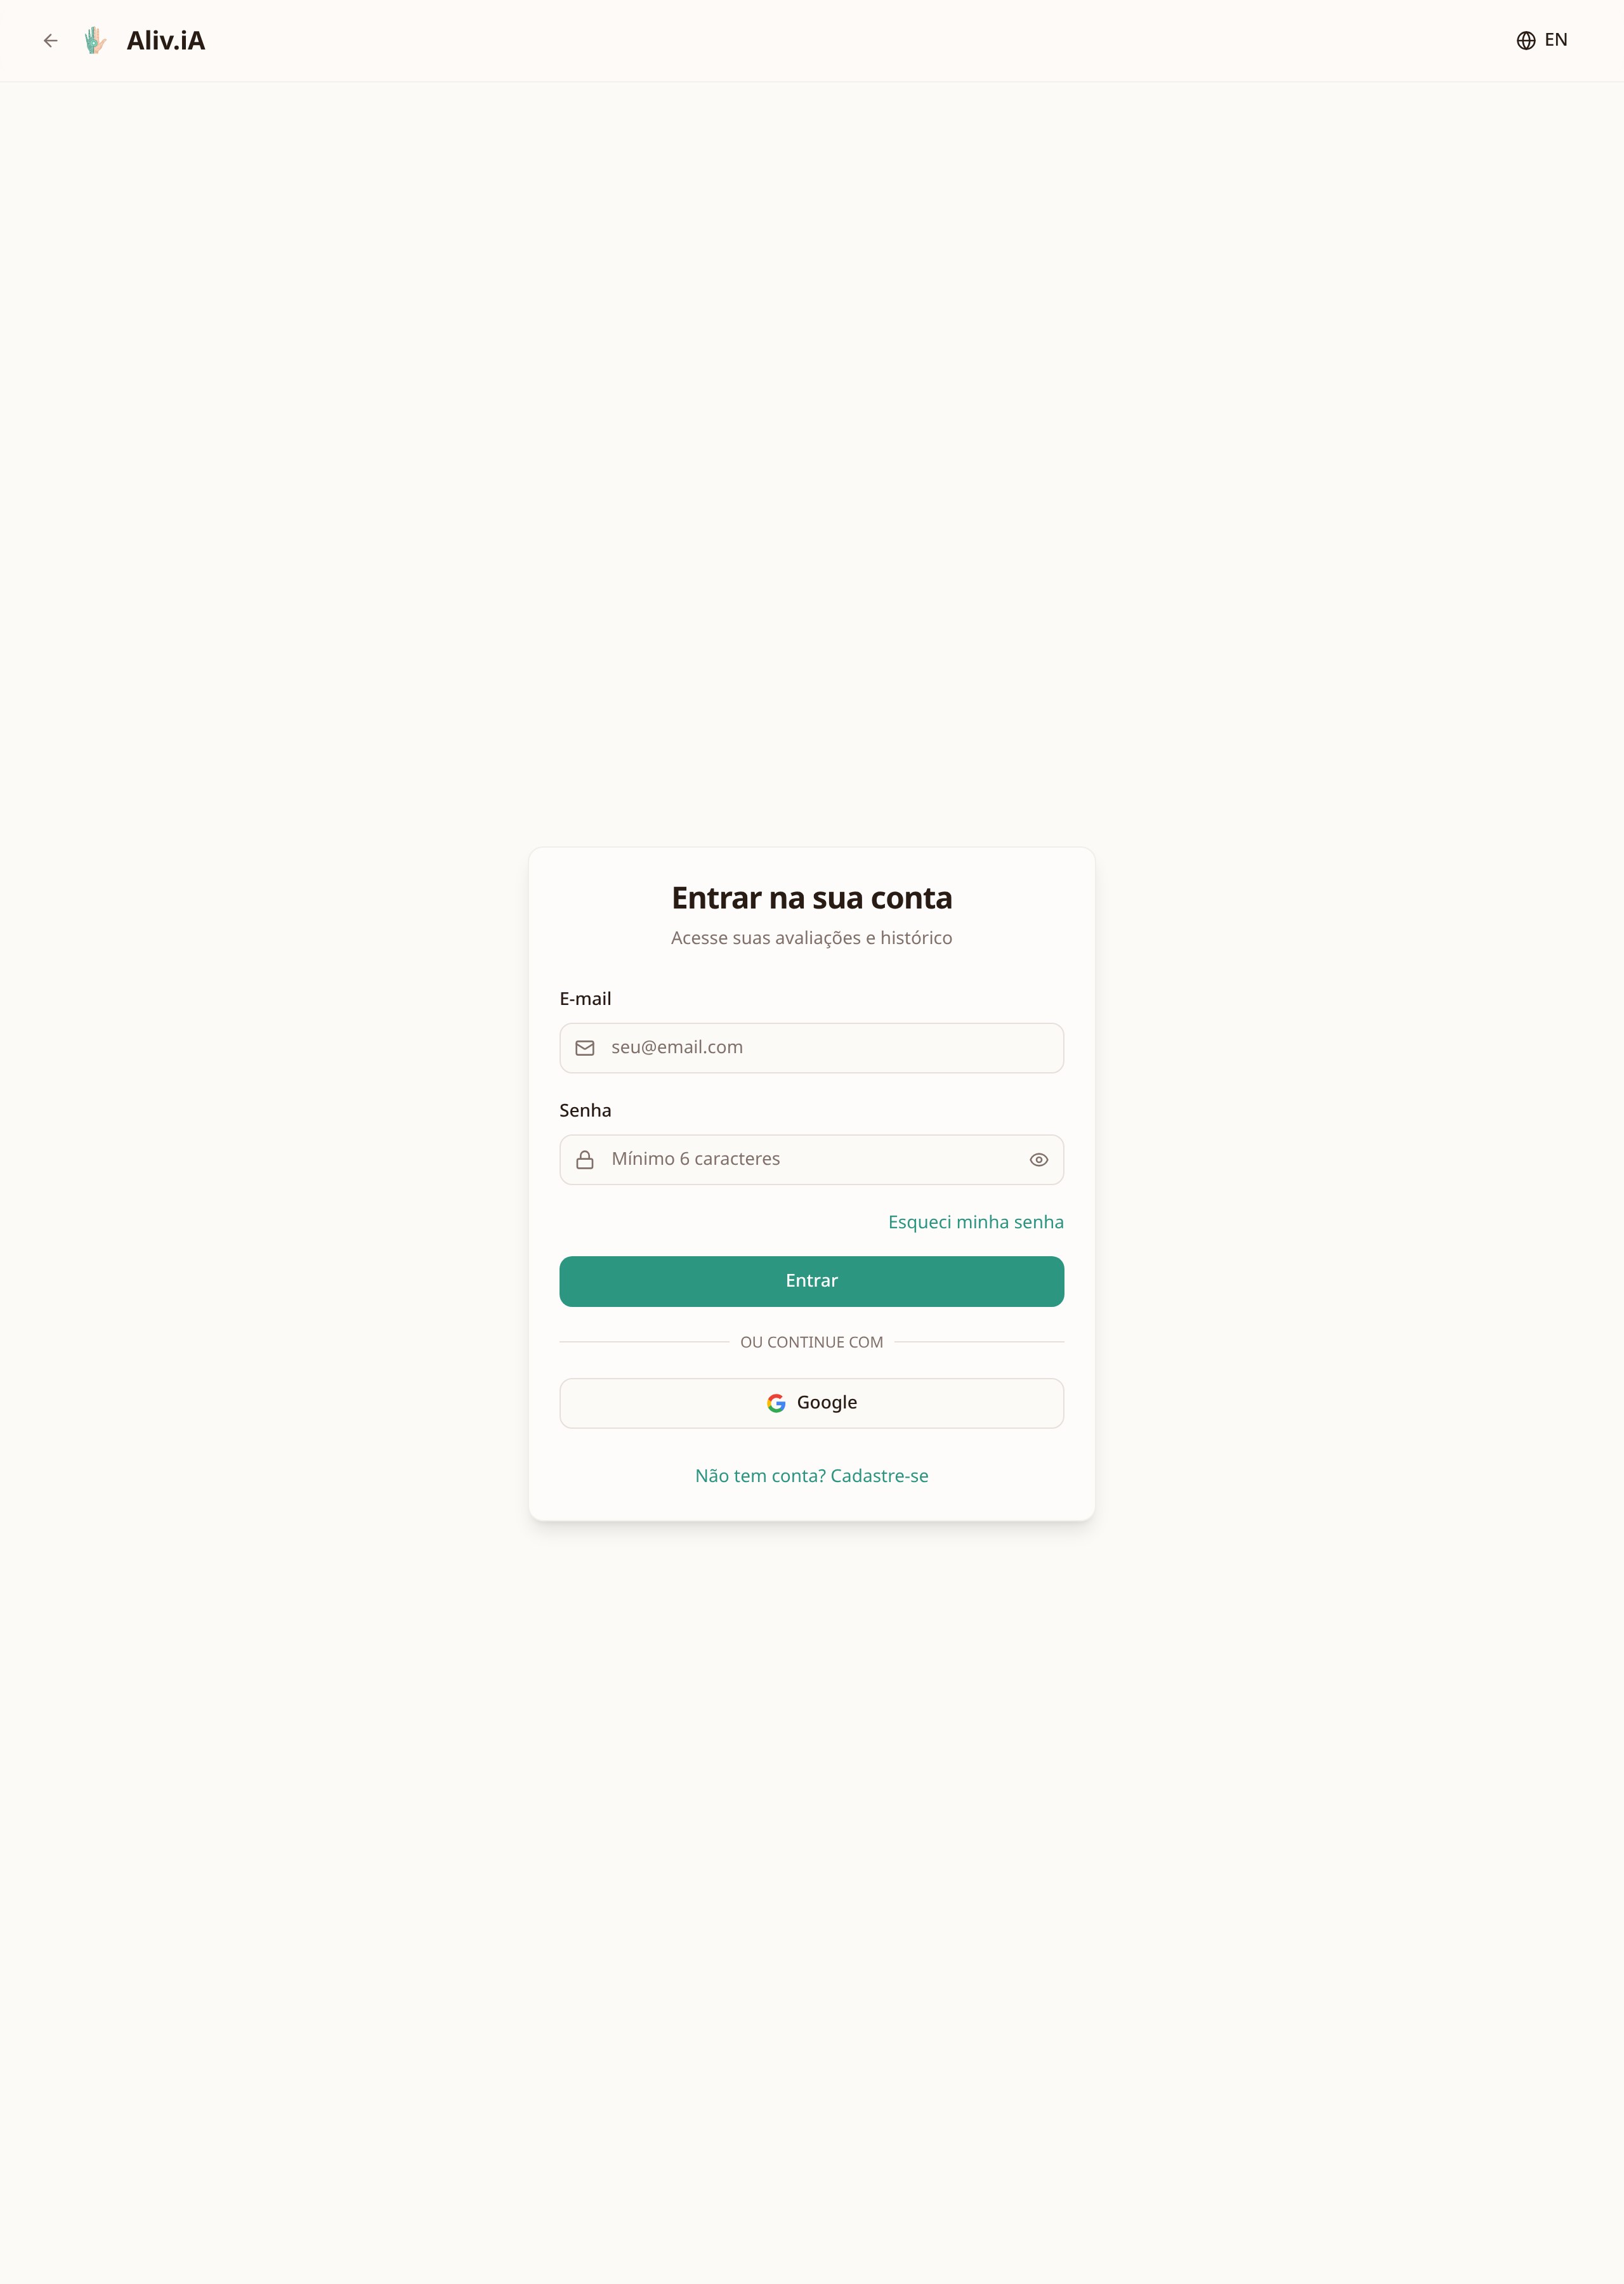 Aliv.iA
EN
Entrar na sua conta
Acesse suas avaliações e histórico
E-mail
seu@email.com
Senha
Mínimo 6 caracteres
Esqueci minha senha
Entrar
OU CONTINUE COM
Google
Não tem conta? Cadastre-se